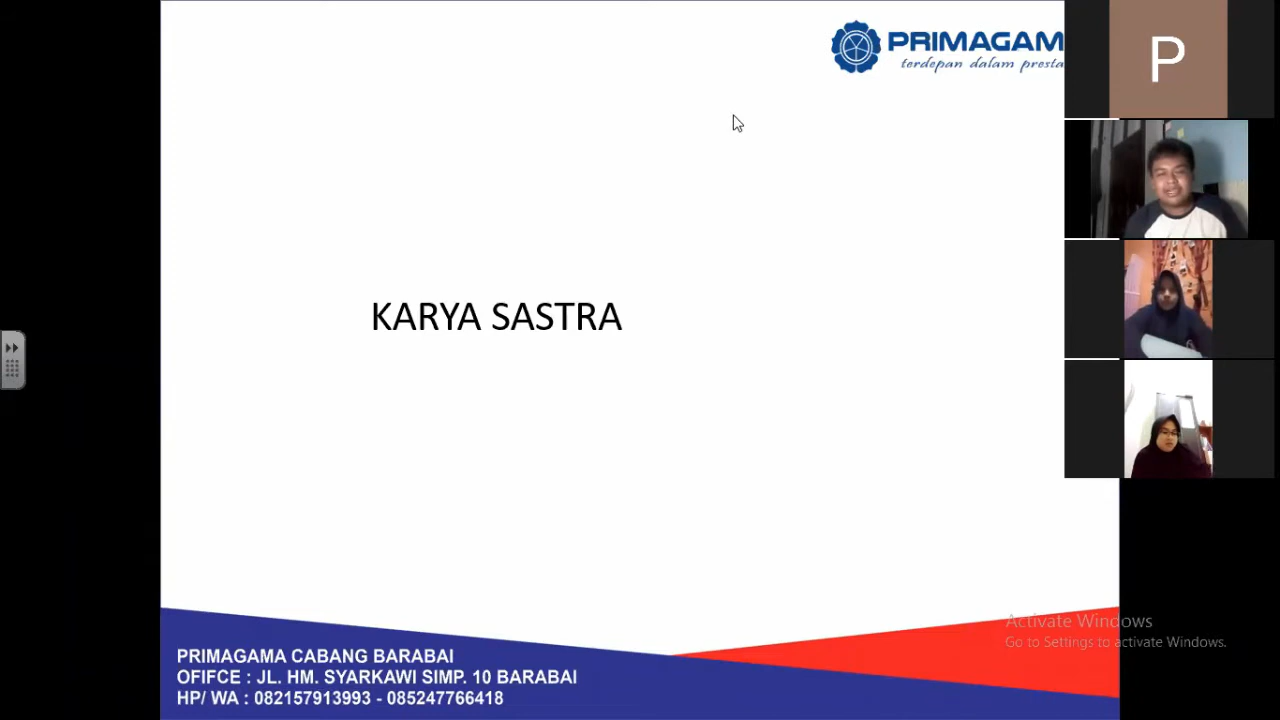 PRIMAGAM
terdepan dalam presta
P
KARYA SASTRA
Activate Windows
Go to Settings to activate Windows.
PRIMAGAMA CABANG BARABAI
OFIFCE : JL. HM. SYARKAWI SIMP. 10 BARABAI
HP/ WA : 082157913993 - 085247766418